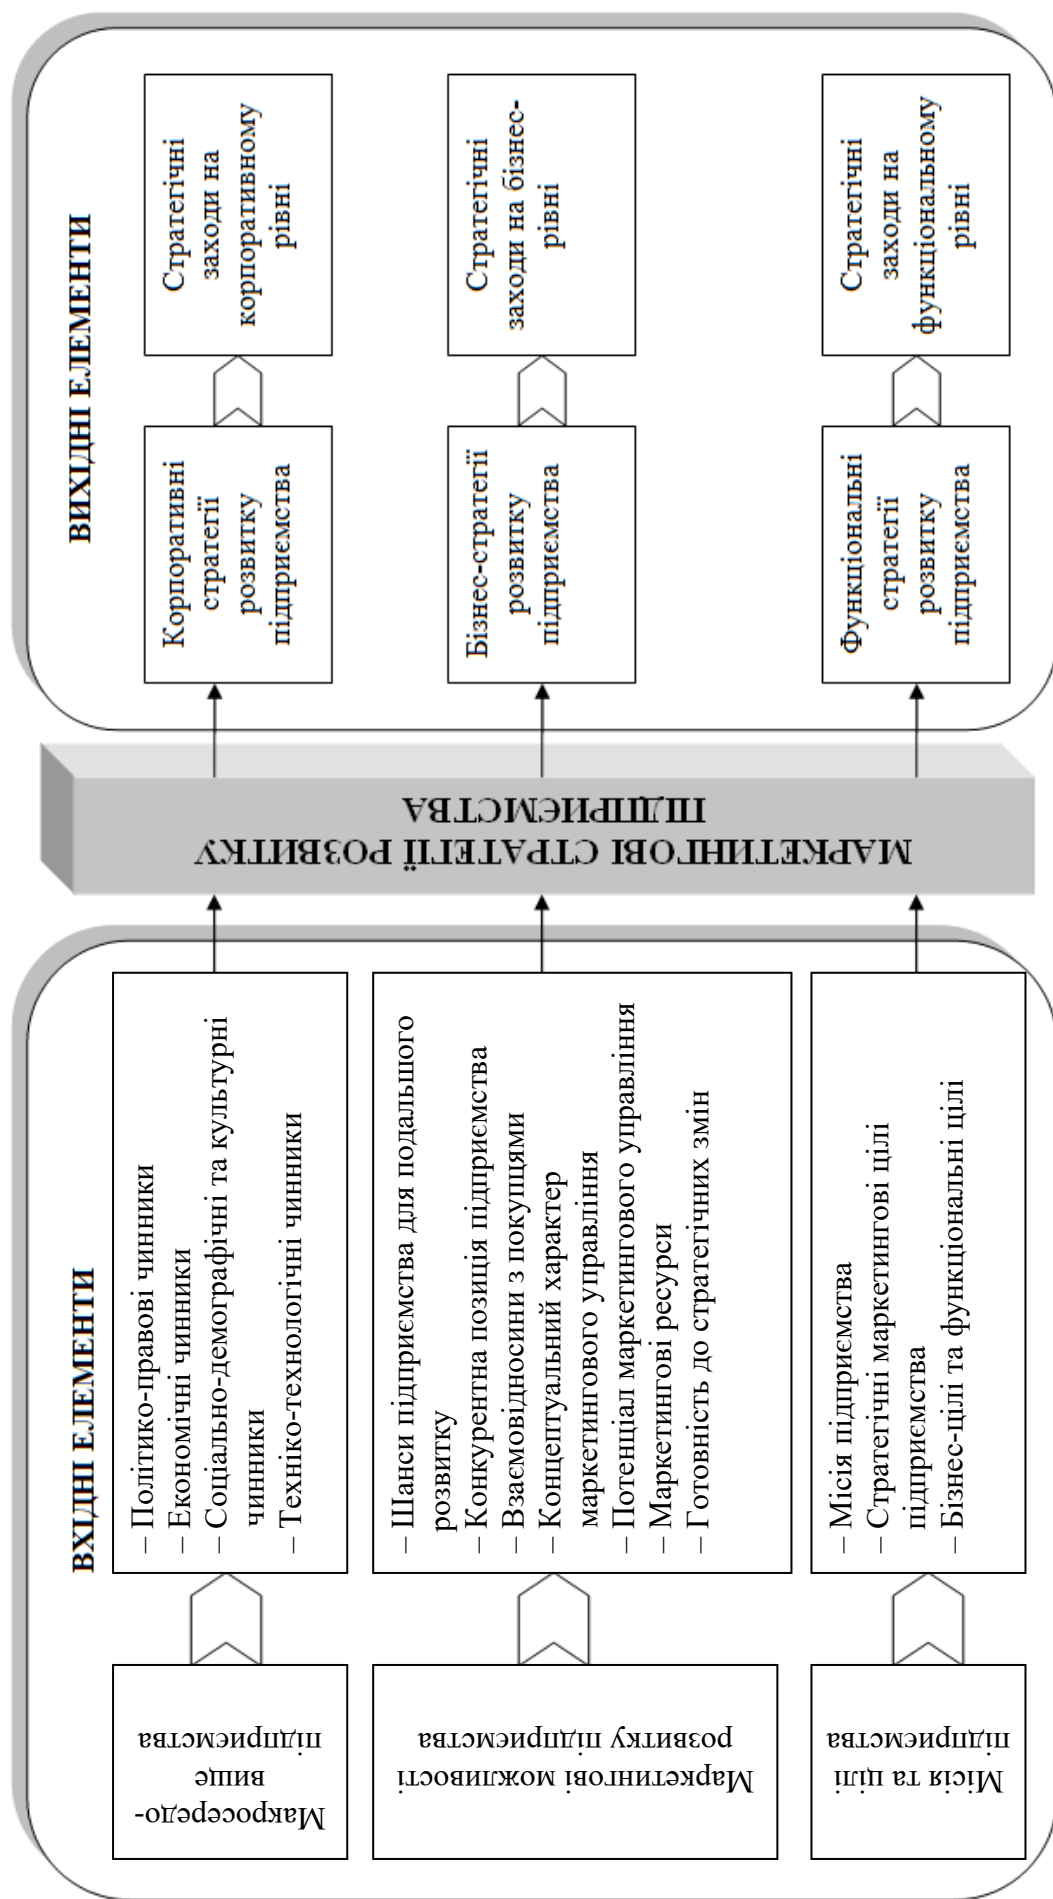 ВХІДНІ ЕЛЕМЕНТИ
Макросередо-
вище
підприємства
– Політико-правові чинники
– Економічні чинники
– Соціально-демографічні та культурні
чинники
– Техніко-технологічні чинники
Маркетингові можливості
розвитку підприємства
– Шанси підприємства для подальшого
розвитку
– Конкурентна позиція підприємства
– Взаємовідносини з покупцями
– Концептуальний характер
маркетингового управління
– Потенціал маркетингового управління
– Маркетингові ресурси
– Готовність до стратегічних змін
Місія та цілі
підприємства
– Місія підприємства
– Стратегічні маркетингові цілі
підприємства
– Бізнес-цілі та функціональні цілі
МАРКЕТИНГОВІ СТРАТЕГІЇ РОЗВИТКУ
ПІДПРИЄМСТВА
ВИХІДНІ ЕЛЕМЕНТИ
Корпоративні
стратегії
розвитку
підприємства
Стратегічні
заходи на
корпоративному
рівні
Бізнес-стратегії
розвитку
підприємства
Стратегічні
заходи на бізнес-
рівні
Функціональні
стратегії
розвитку
підприємства
Стратегічні
заходи на
функціональному
рівні